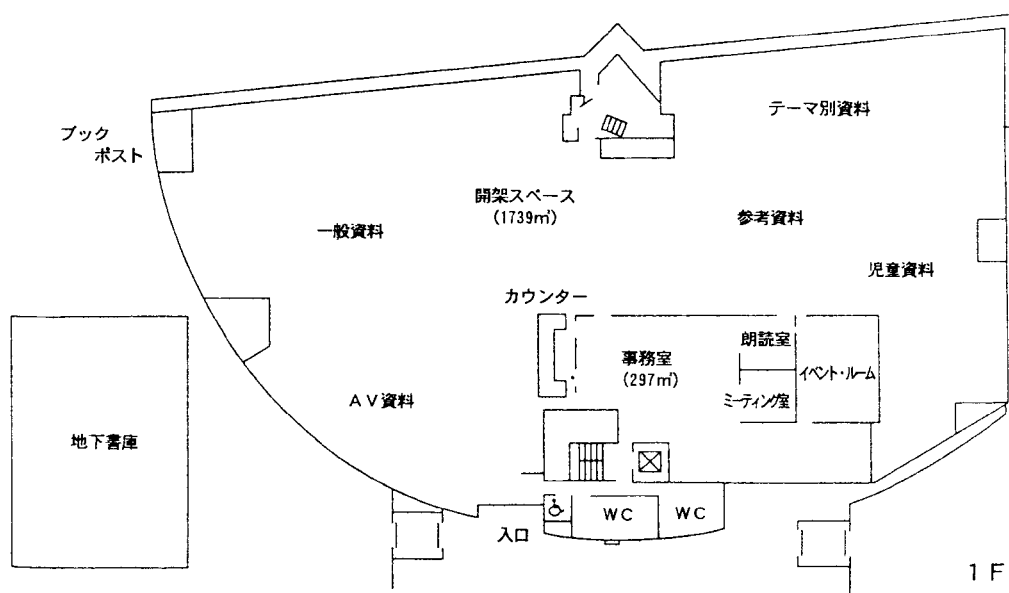 テーマ別資料
ブック
ポスト
開架スペース
(1739㎡)
参考資料
一般資料
児童資料
カウンター
朗読室
事務室
(297㎡)
イベント・ルーム
ミーティング室
AV資料
地下書庫
WC
WC
入口
1F